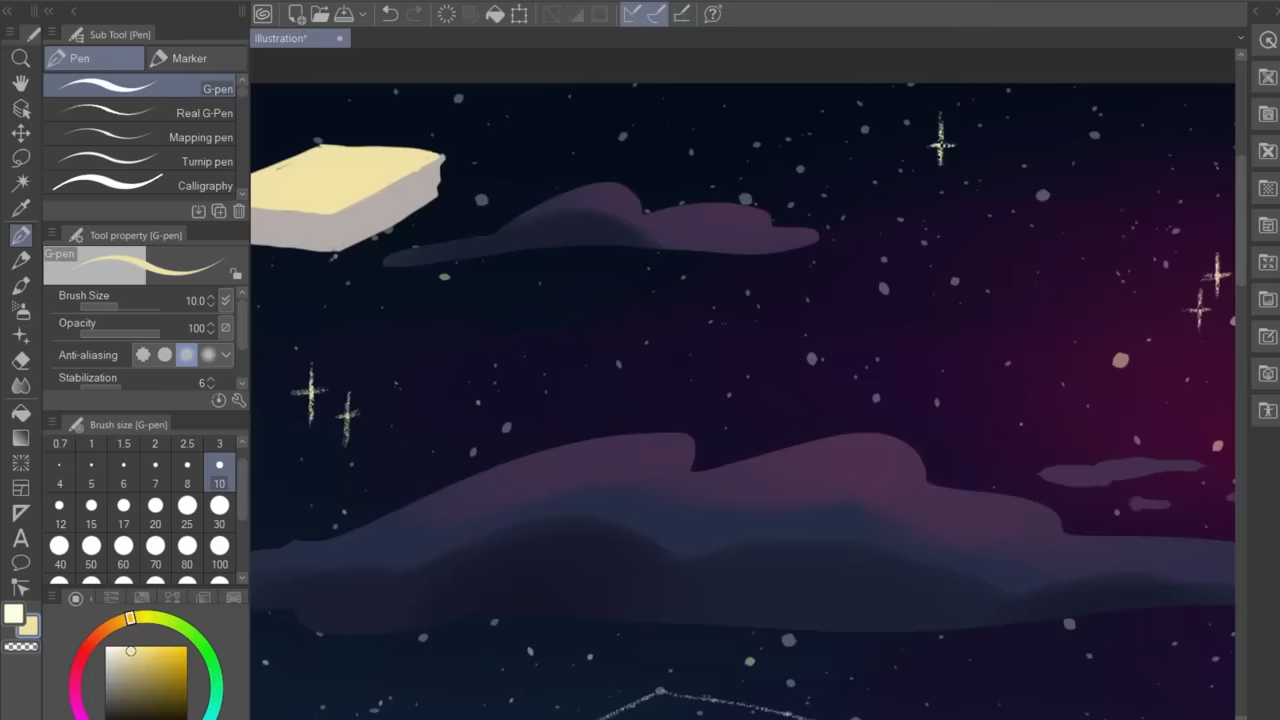 Illustration*
Sub Tool [Pen]
Pen
Marker
G-pen
Real G-Pen
Mapping pen
Turnip pen
Calligraphy
Tool property [G-pen]
G-pen
Brush Size 10.0
Opacity 100
Anti-aliasing
Stabilization 6
Brush size [G-pen]
0.7 1 1.5 2 2.5 3
4 5 6 7 8 10
12 15 17 20 25 30
40 50 60 70 80 100